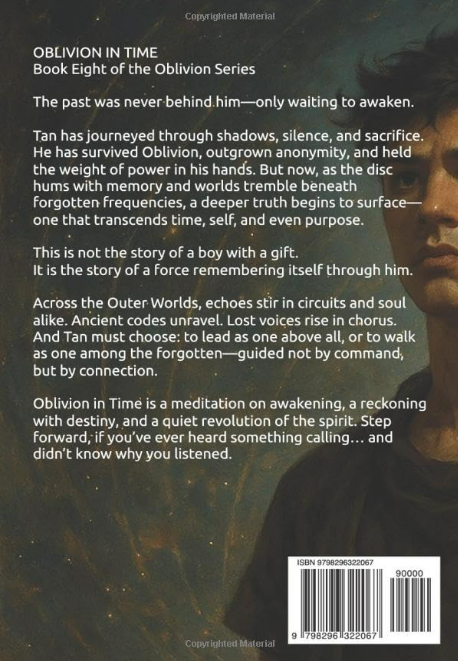 Copyrighted Material
OBLIVION IN TIME
Book Eight of the Oblivion Series
The past was never behind him—only waiting to awaken.
Tan has journeyed through shadows, silence, and sacrifice.
He has survived Oblivion, outgrown anonymity, and held
the weight of power in his hands. But now, as the disc
hums with memory and worlds tremble beneath
forgotten frequencies, a deeper truth begins to surface—
one that transcends time, self, and even purpose.
This is not the story of a boy with a gift.
It is the story of a force remembering itself through him.
Across the Outer Worlds, echoes stir in circuits and soul
alike. Ancient codes unravel. Lost voices rise in chorus.
And Tan must choose: to lead as one above all, or to walk
as one among the forgotten—guided not by command,
but by connection.
Oblivion in Time is a meditation on awakening, a reckoning
with destiny, and a quiet revolution of the spirit. Step
forward, if you’ve ever heard something calling… and
didn’t know why you listened.
ISBN 9798296322067
90000
9 798296 322067
Copyrighted Material